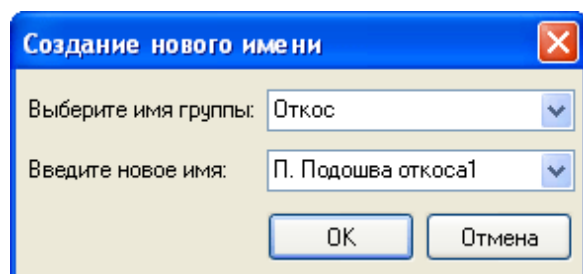 Создание нового имени
Выберите имя группы: Откос
Введите новое имя: П. Подошва откоса1
OK Отмена